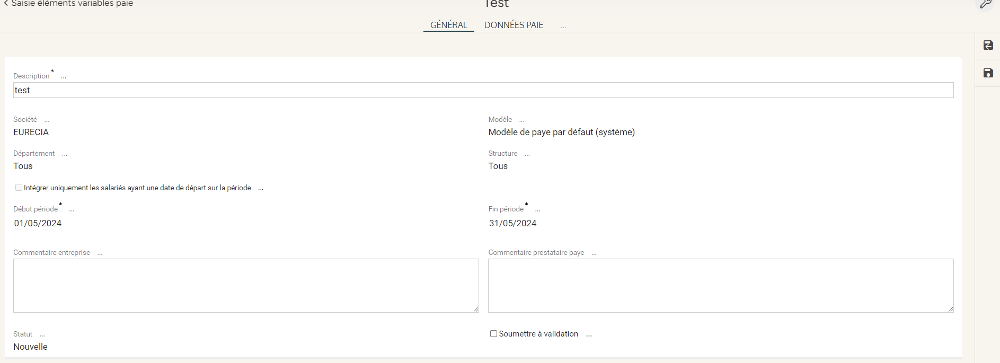 Saisie éléments variables paie
Test
GÉNÉRAL DONNÉES PAIE ...
Description* ...
test
Société ... Modèle ...
EURECIA Modèle de paye par défaut (système)
Département ... Structure ...
Tous Tous
Intégrer uniquement les salariés ayant une date de départ sur la période ...
Début période* ... Fin période* ...
01/05/2024 31/05/2024
Commentaire entreprise ... Commentaire prestataire paye ...
Statut ... Soumettre à validation ...
Nouvelle